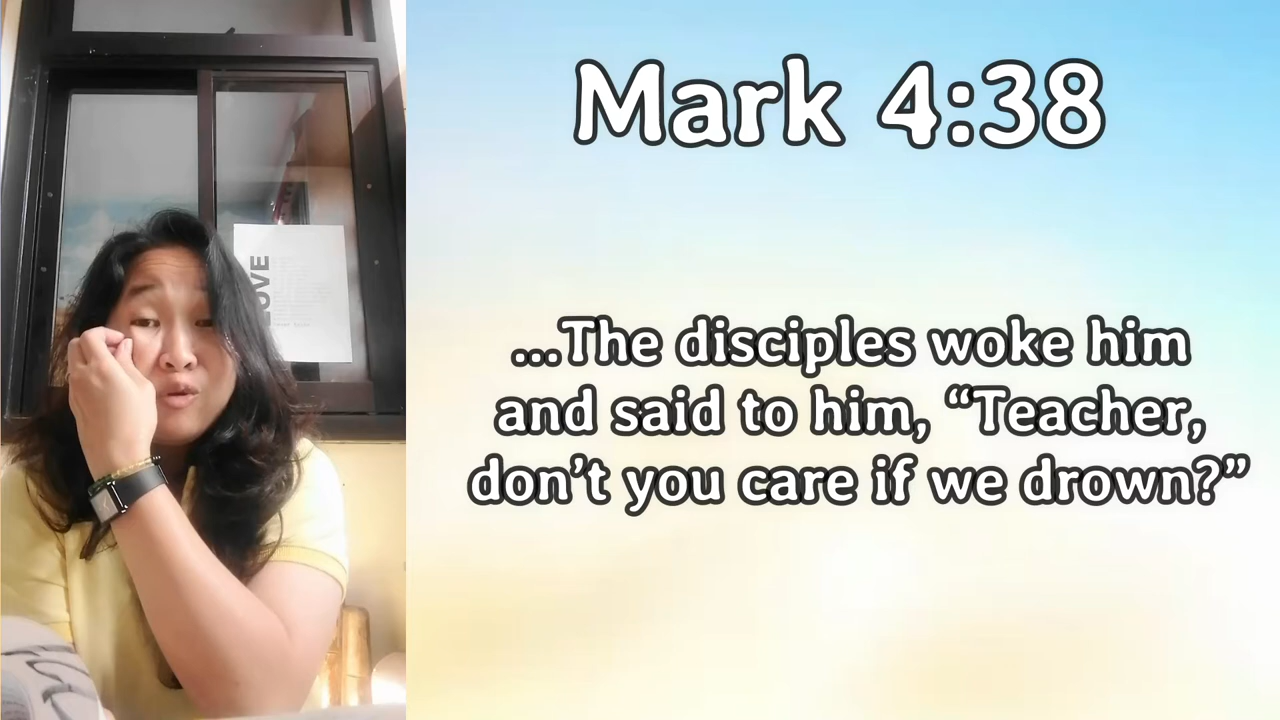 LOVE
Mark 4:38
...The disciples woke him
and said to him, “Teacher,
don’t you care if we drown?”